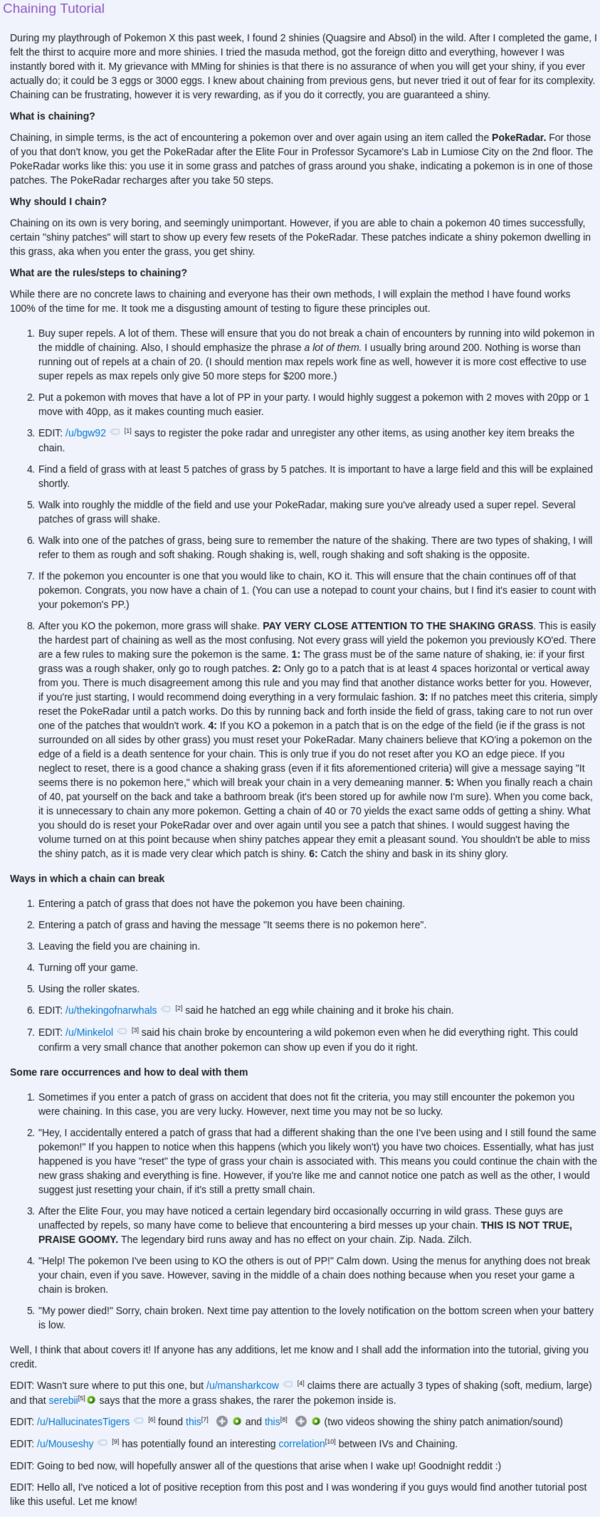 Chaining Tutorial
During my playthrough of Pokemon X this past week, I found 2 shinies (Quagsire and Absol) in the wild. After I completed the game, I
felt the thirst to acquire more and more shinies. I tried the masuda method, got the foreign ditto and everything, however I was
instantly bored with it. My grievance with MMing for shinies is that there is no assurance of when you will get your shiny, if you ever
actually do; it could be 3 eggs or 3000 eggs. I knew about chaining from previous gens, but never tried it out of fear for its complexity.
Chaining can be frustrating, however it is very rewarding, as if you do it correctly, you are guaranteed a shiny.
What is chaining?
Chaining, in simple terms, is the act of encountering a pokemon over and over again using an item called the PokeRadar. For those
of you that don't know, you get the PokeRadar after the Elite Four in Professor Sycamore's Lab in Lumiose City on the 2nd floor. The
PokeRadar works like this: you use it in some grass and patches of grass around you shake, indicating a pokemon is in one of those
patches. The PokeRadar recharges after you take 50 steps.
Why should I chain?
Chaining on its own is very boring, and seemingly unimportant. However, if you are able to chain a pokemon 40 times successfully,
certain "shiny patches" will start to show up every few resets of the PokeRadar. These patches indicate a shiny pokemon dwelling in
this grass, aka when you enter the grass, you get shiny.
What are the rules/steps to chaining?
While there are no concrete laws to chaining and everyone has their own methods, I will explain the method I have found works
100% of the time for me. It took me a disgusting amount of testing to figure these principles out.
1. Buy super repels. A lot of them. These will ensure that you do not break a chain of encounters by running into wild pokemon in
the middle of chaining. Also, I should emphasize the phrase a lot of them. I usually bring around 200. Nothing is worse than
running out of repels at a chain of 20. (I should mention max repels work fine as well, however it is more cost effective to use
super repels as max repels only give 50 more steps for $200 more.)
2. Put a pokemon with moves that have a lot of PP in your party. I would highly suggest a pokemon with 2 moves with 20pp or 1
move with 40pp, as it makes counting much easier.
3. EDIT: /u/bgw92 [1] says to register the poke radar and unregister any other items, as using another key item breaks the
chain.
4. Find a field of grass with at least 5 patches of grass by 5 patches. It is important to have a large field and this will be explained
shortly.
5. Walk into roughly the middle of the field and use your PokeRadar, making sure you've already used a super repel. Several
patches of grass will shake.
6. Walk into one of the patches of grass, being sure to remember the nature of the shaking. There are two types of shaking, I will
refer to them as rough and soft shaking. Rough shaking is, well, rough shaking and soft shaking is the opposite.
7. If the pokemon you encounter is one that you would like to chain, KO it. This will ensure that the chain continues off of that
pokemon. Congrats, you now have a chain of 1. (You can use a notepad to count your chains, but I find it's easier to count with
your pokemon's PP.)
8. After you KO the pokemon, more grass will shake. PAY VERY CLOSE ATTENTION TO THE SHAKING GRASS. This is easily
the hardest part of chaining as well as the most confusing. Not every grass will yield the pokemon you previously KO'ed. There
are a few rules to making sure the pokemon is the same. 1: The grass must be of the same nature of shaking, ie: if your first
grass was a rough shaker, only go to rough patches. 2: Only go to a patch that is at least 4 spaces horizontal or vertical away
from you. There is much disagreement among this rule and you may find that another distance works better for you. However,
if you're just starting, I would recommend doing everything in a very formulaic fashion. 3: If no patches meet this criteria, simply
reset the PokeRadar until a patch works. Do this by running back and forth inside the field of grass, taking care to not run over
one of the patches that wouldn't work. 4: If you KO a pokemon in a patch that is on the edge of the field (ie if the grass is not
surrounded on all sides by other grass) you must reset your PokeRadar. Many chainers believe that KO'ing a pokemon on the
edge of a field is a death sentence for your chain. This is only true if you do not reset after you KO an edge piece. If you
neglect to reset, there is a good chance a shaking grass (even if it fits aforementioned criteria) will give a message saying "It
seems there is no pokemon here," which will break your chain in a very demeaning manner. 5: When you finally reach a chain
of 40, pat yourself on the back and take a bathroom break (it's been stored up for awhile now I'm sure). When you come back,
it is unnecessary to chain any more pokemon. Getting a chain of 40 or 70 yields the exact same odds of getting a shiny. What
you should do is reset your PokeRadar over and over again until you see a patch that shines. I would suggest having the
volume turned on at this point because when shiny patches appear they emit a pleasant sound. You shouldn't be able to miss
the shiny patch, as it is made very clear which patch is shiny. 6: Catch the shiny and bask in its shiny glory.
Ways in which a chain can break
1. Entering a patch of grass that does not have the pokemon you have been chaining.
2. Entering a patch of grass and having the message "It seems there is no pokemon here".
3. Leaving the field you are chaining in.
4. Turning off your game.
5. Using the roller skates.
6. EDIT: /u/thekingofnarwhals [2] said he hatched an egg while chaining and it broke his chain.
7. EDIT: /u/Minkelol [3] said his chain broke by encountering a wild pokemon even when he did everything right. This could
confirm a very small chance that another pokemon can show up even if you do it right.
Some rare occurrences and how to deal with them
1. Sometimes if you enter a patch of grass on accident that does not fit the criteria, you may still encounter the pokemon you
were chaining. In this case, you are very lucky. However, next time you may not be so lucky.
2. "Hey, I accidentally entered a patch of grass that had a different shaking than the one I've been using and I still found the same
pokemon!" If you happen to notice when this happens (which you likely won't) you have two choices. Essentially, what has just
happened is you have "reset" the type of grass your chain is associated with. This means you could continue the chain with the
new grass shaking and everything is fine. However, if you're like me and cannot notice one patch as well as the other, I would
suggest just resetting your chain, if it's still a pretty small chain.
3. After the Elite Four, you may have noticed a certain legendary bird occasionally occurring in wild grass. These guys are
unaffected by repels, so many have come to believe that encountering a bird messes up your chain. THIS IS NOT TRUE,
PRAISE GOOMY. The legendary bird runs away and has no effect on your chain. Zip. Nada. Zilch.
4. "Help! The pokemon I've been using to KO the others is out of PP!" Calm down. Using the menus for anything does not break
your chain, even if you save. However, saving in the middle of a chain does nothing because when you reset your game a
chain is broken.
5. "My power died!" Sorry, chain broken. Next time pay attention to the lovely notification on the bottom screen when your battery
is low.
Well, I think that about covers it! If anyone has any additions, let me know and I shall add the information into the tutorial, giving you
credit.
EDIT: Wasn't sure where to put this one, but /u/mansharkcow [4] claims there are actually 3 types of shaking (soft, medium, large)
and that serebii[5] says that the more a grass shakes, the rarer the pokemon inside is.
EDIT: /u/HallucinatesTigers [6] found this[7] and this[8] (two videos showing the shiny patch animation/sound)
EDIT: /u/Mouseshy [9] has potentially found an interesting correlation[10] between IVs and Chaining.
EDIT: Going to bed now, will hopefully answer all of the questions that arise when I wake up! Goodnight reddit :)
EDIT: Hello all, I've noticed a lot of positive reception from this post and I was wondering if you guys would find another tutorial post
like this useful. Let me know!